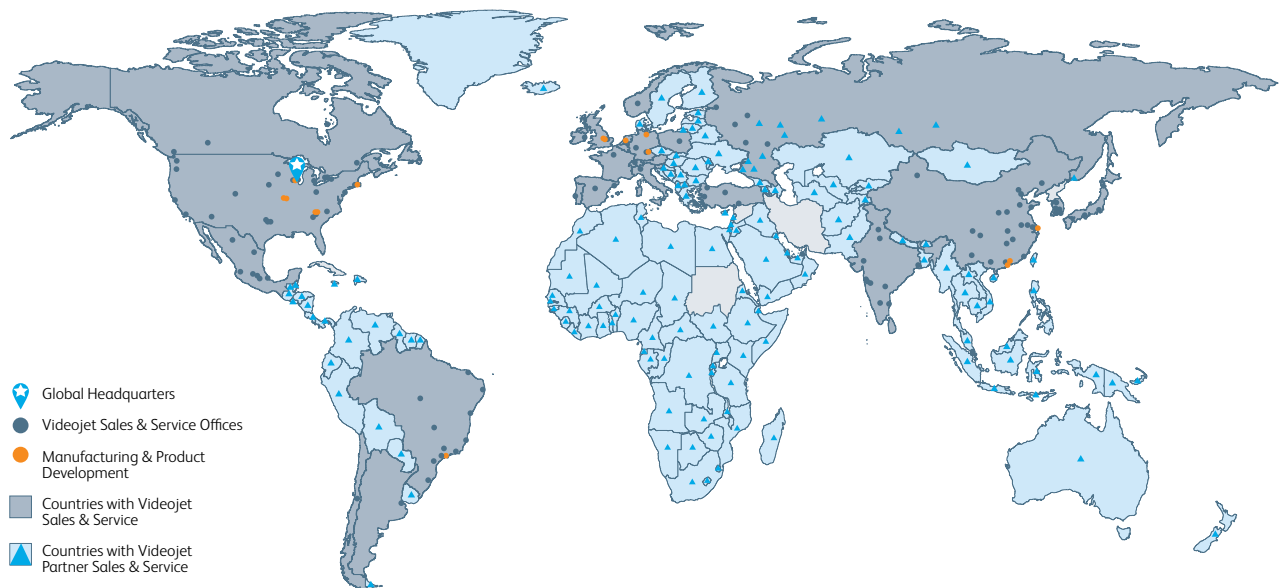 Global Headquarters
Videojet Sales & Service Offices
Manufacturing & Product
Development
Countries with Videojet
Sales & Service
Countries with Videojet
Partner Sales & Service